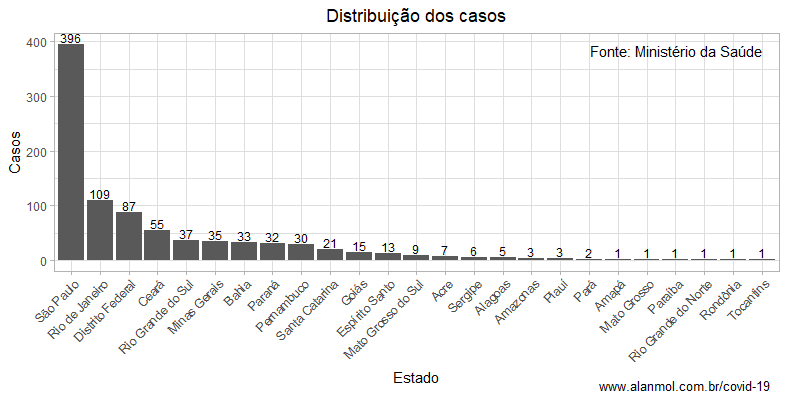 Distribuição dos casos
Fonte: Ministério da Saúde
Casos
400
300
200
100
0
396
109
87
55
37
35
33
32
30
21
15
13
9
7
6
5
3
3
2
1
1
1
1
1
1
São Paulo
Rio de Janeiro
Distrito Federal
Ceará
Rio Grande do Sul
Minas Gerais
Bahia
Paraná
Pernambuco
Santa Catarina
Goiás
Espírito Santo
Mato Grosso do Sul
Acre
Sergipe
Alagoas
Amazonas
Piauí
Pará
Amapá
Mato Grosso
Paraíba
Rio Grande do Norte
Rondônia
Tocantins
Estado
www.alanmol.com.br/covid-19